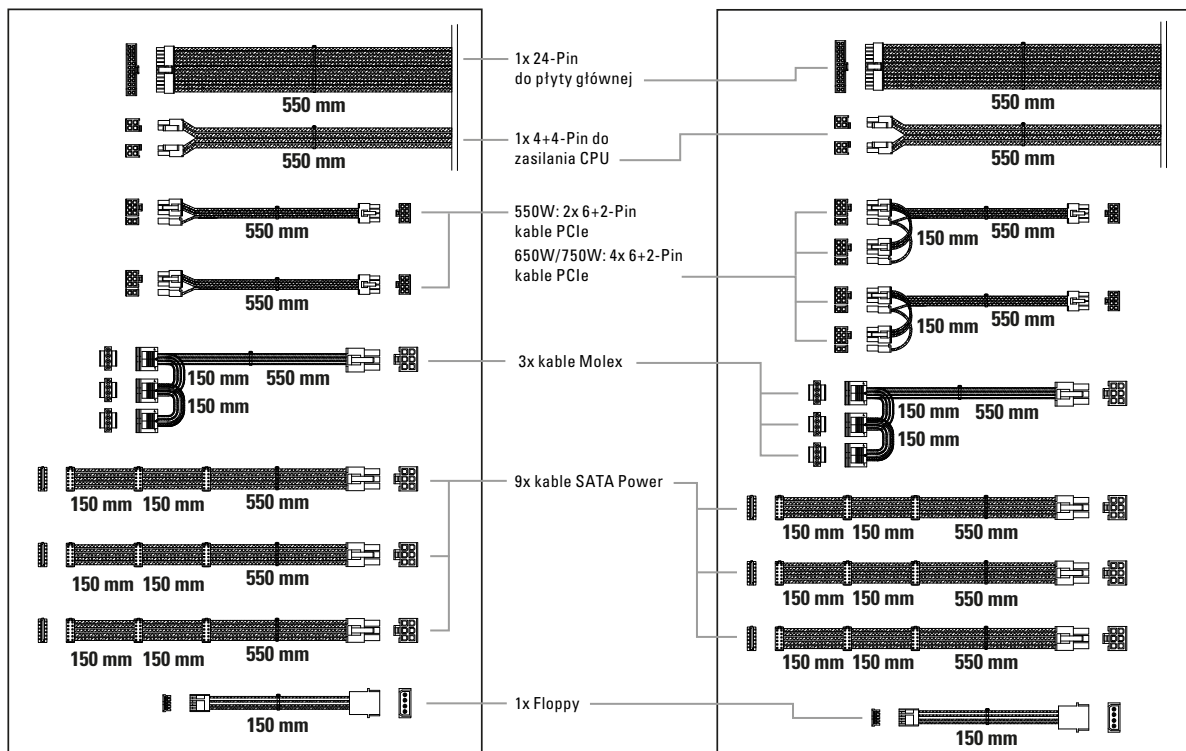 1x 24-Pin
do płyty głównej
550 mm
550 mm
1x 4+4-Pin do
zasilania CPU
550 mm
550 mm
550W: 2x 6+2-Pin
kable PCIe
650W/750W: 4x 6+2-Pin
kable PCIe
550 mm
550 mm
150 mm
550 mm
150 mm
550 mm
3x kable Molex
150 mm
550 mm
150 mm
150 mm
550 mm
150 mm
9x kable SATA Power
150 mm
150 mm
550 mm
150 mm
150 mm
550 mm
150 mm
150 mm
550 mm
150 mm
150 mm
550 mm
150 mm
150 mm
550 mm
150 mm
150 mm
550 mm
1x Floppy
150 mm
150 mm